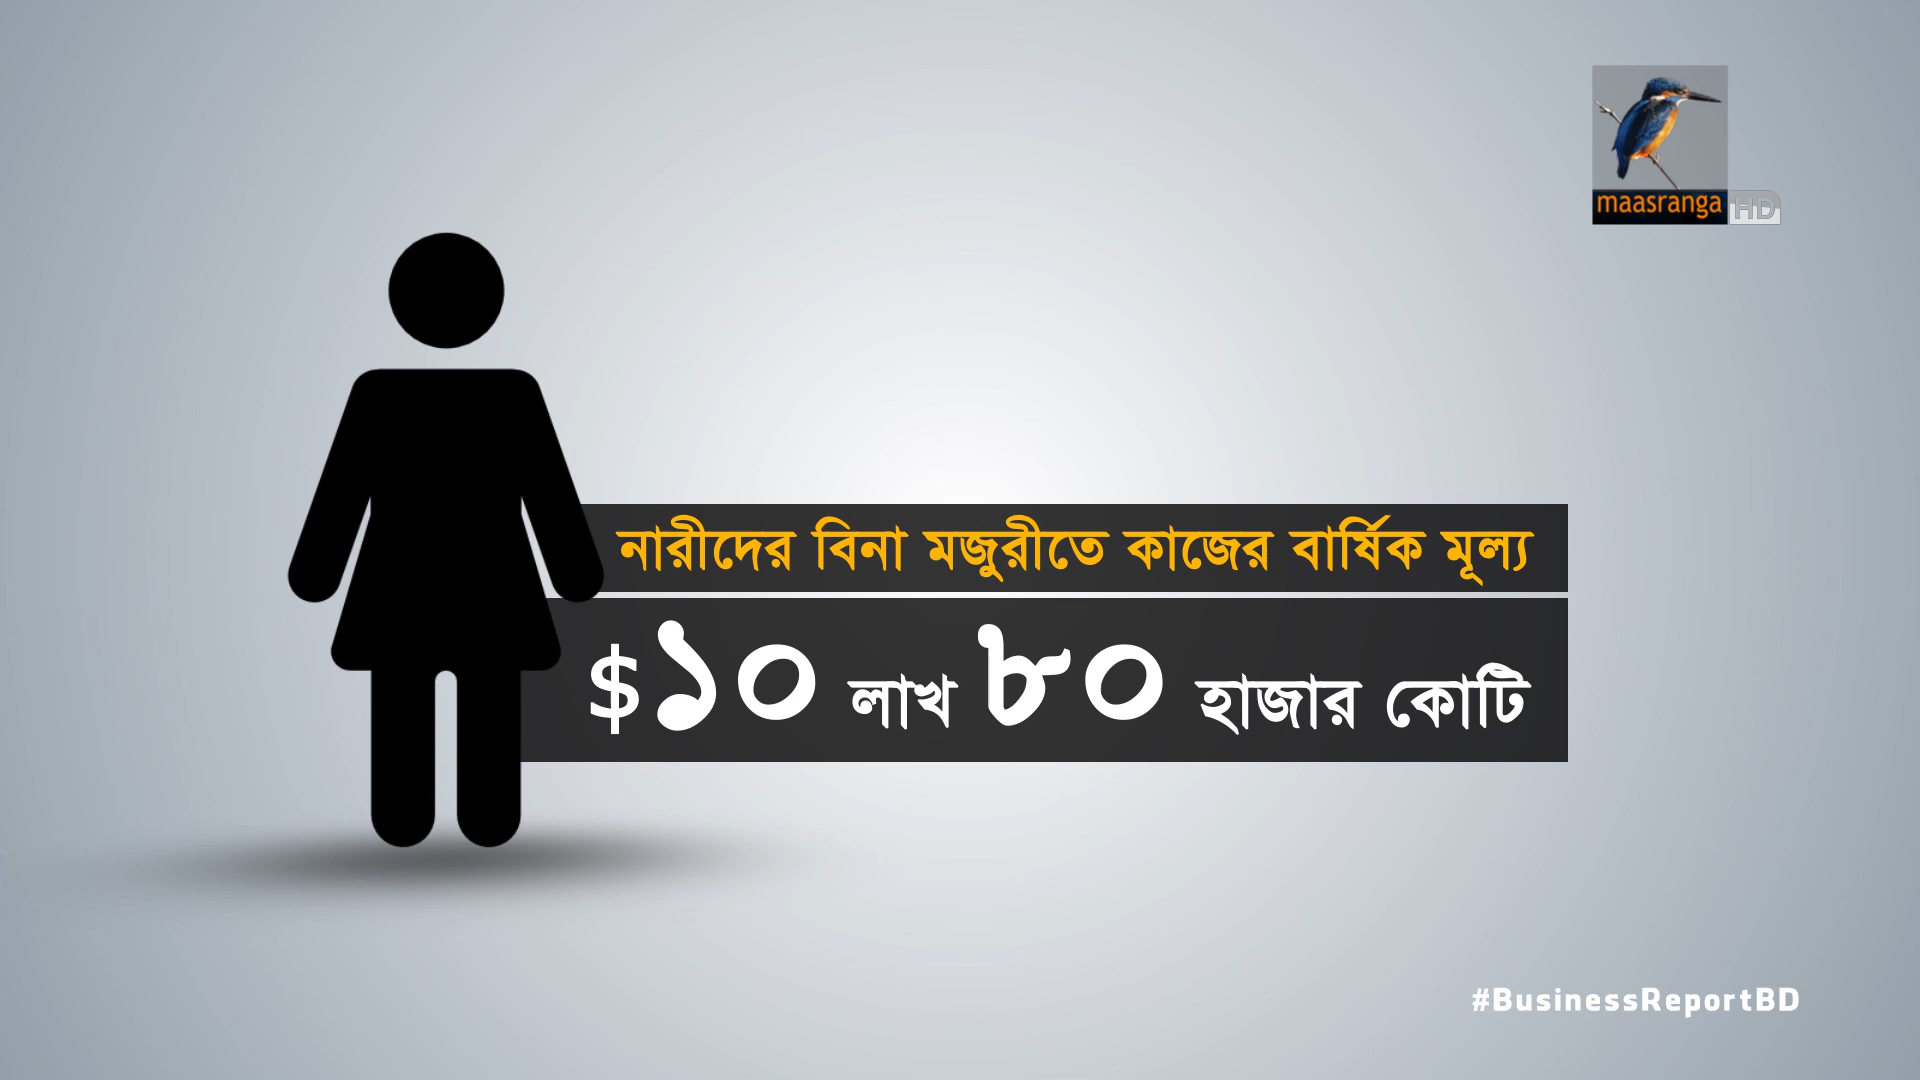 maasranga HD
নারীদের বিনা মজুরীতে কাজের বার্ষিক মূল্য
$১০ লাখ ৮০ হাজার কোটি
#BusinessReportBD